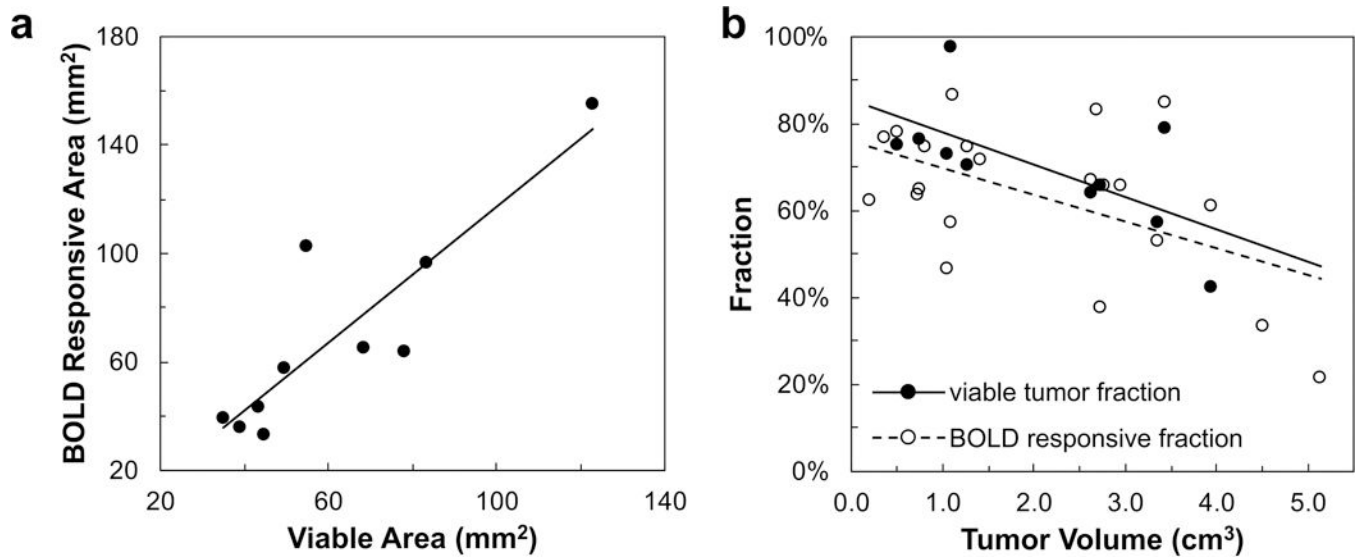 a
180
140
100
60
20
BOLD Responsive Area (mm²)
20 60 100 140
Viable Area (mm²)
b
100%
80%
60%
40%
20%
0%
Fraction
viable tumor fraction
BOLD responsive fraction
0.0 1.0 2.0 3.0 4.0 5.0
Tumor Volume (cm³)